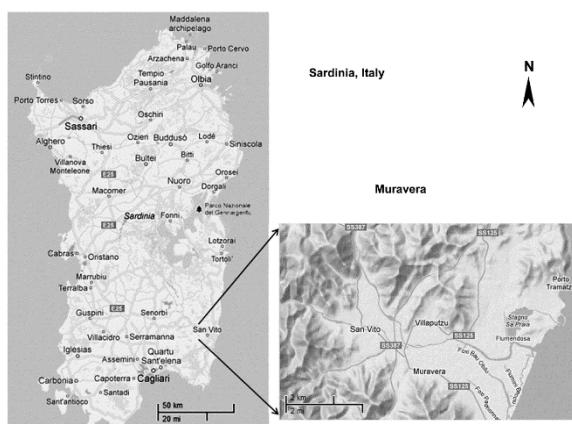 Maddalena
archipelago
Palau
Porto Cervo
Arzachena
Golfo Aranci
Stintino
Tempio
Pausania
Olbia
Porto Torres
Sorso
Oschiri
Sassari
Ozieri
Buddusò
Lodé
Siniscola
Alghero
Thiesi
Bultei
Bitti
Villanova
Monteleone
E25
Orosei
Nuoro
Macomer
Dorgali
Parco Nazionale
del Gennargentu
Sardinia
Fonni
E25
Lotzorai
Tortolì
Cabras
Oristano
Marrubiu
Terralba
E25
Guspini
Senorbi
San Vito
Villacidro
Serramanna
Iglesias
Assemini
Quartu
Sant'elena
Carbonia
Capoterra
Cagliari
Santadi
Sant'antioco
50 km
20 mi
Sardinia, Italy
N
Muravera
SS387
SS125
Porto
Tramatz
Stagno
Sa Praia
San Vito
Villaputzu
SS125
Flumendosa
SS387
Muravera
SS125
2 km
2 mi